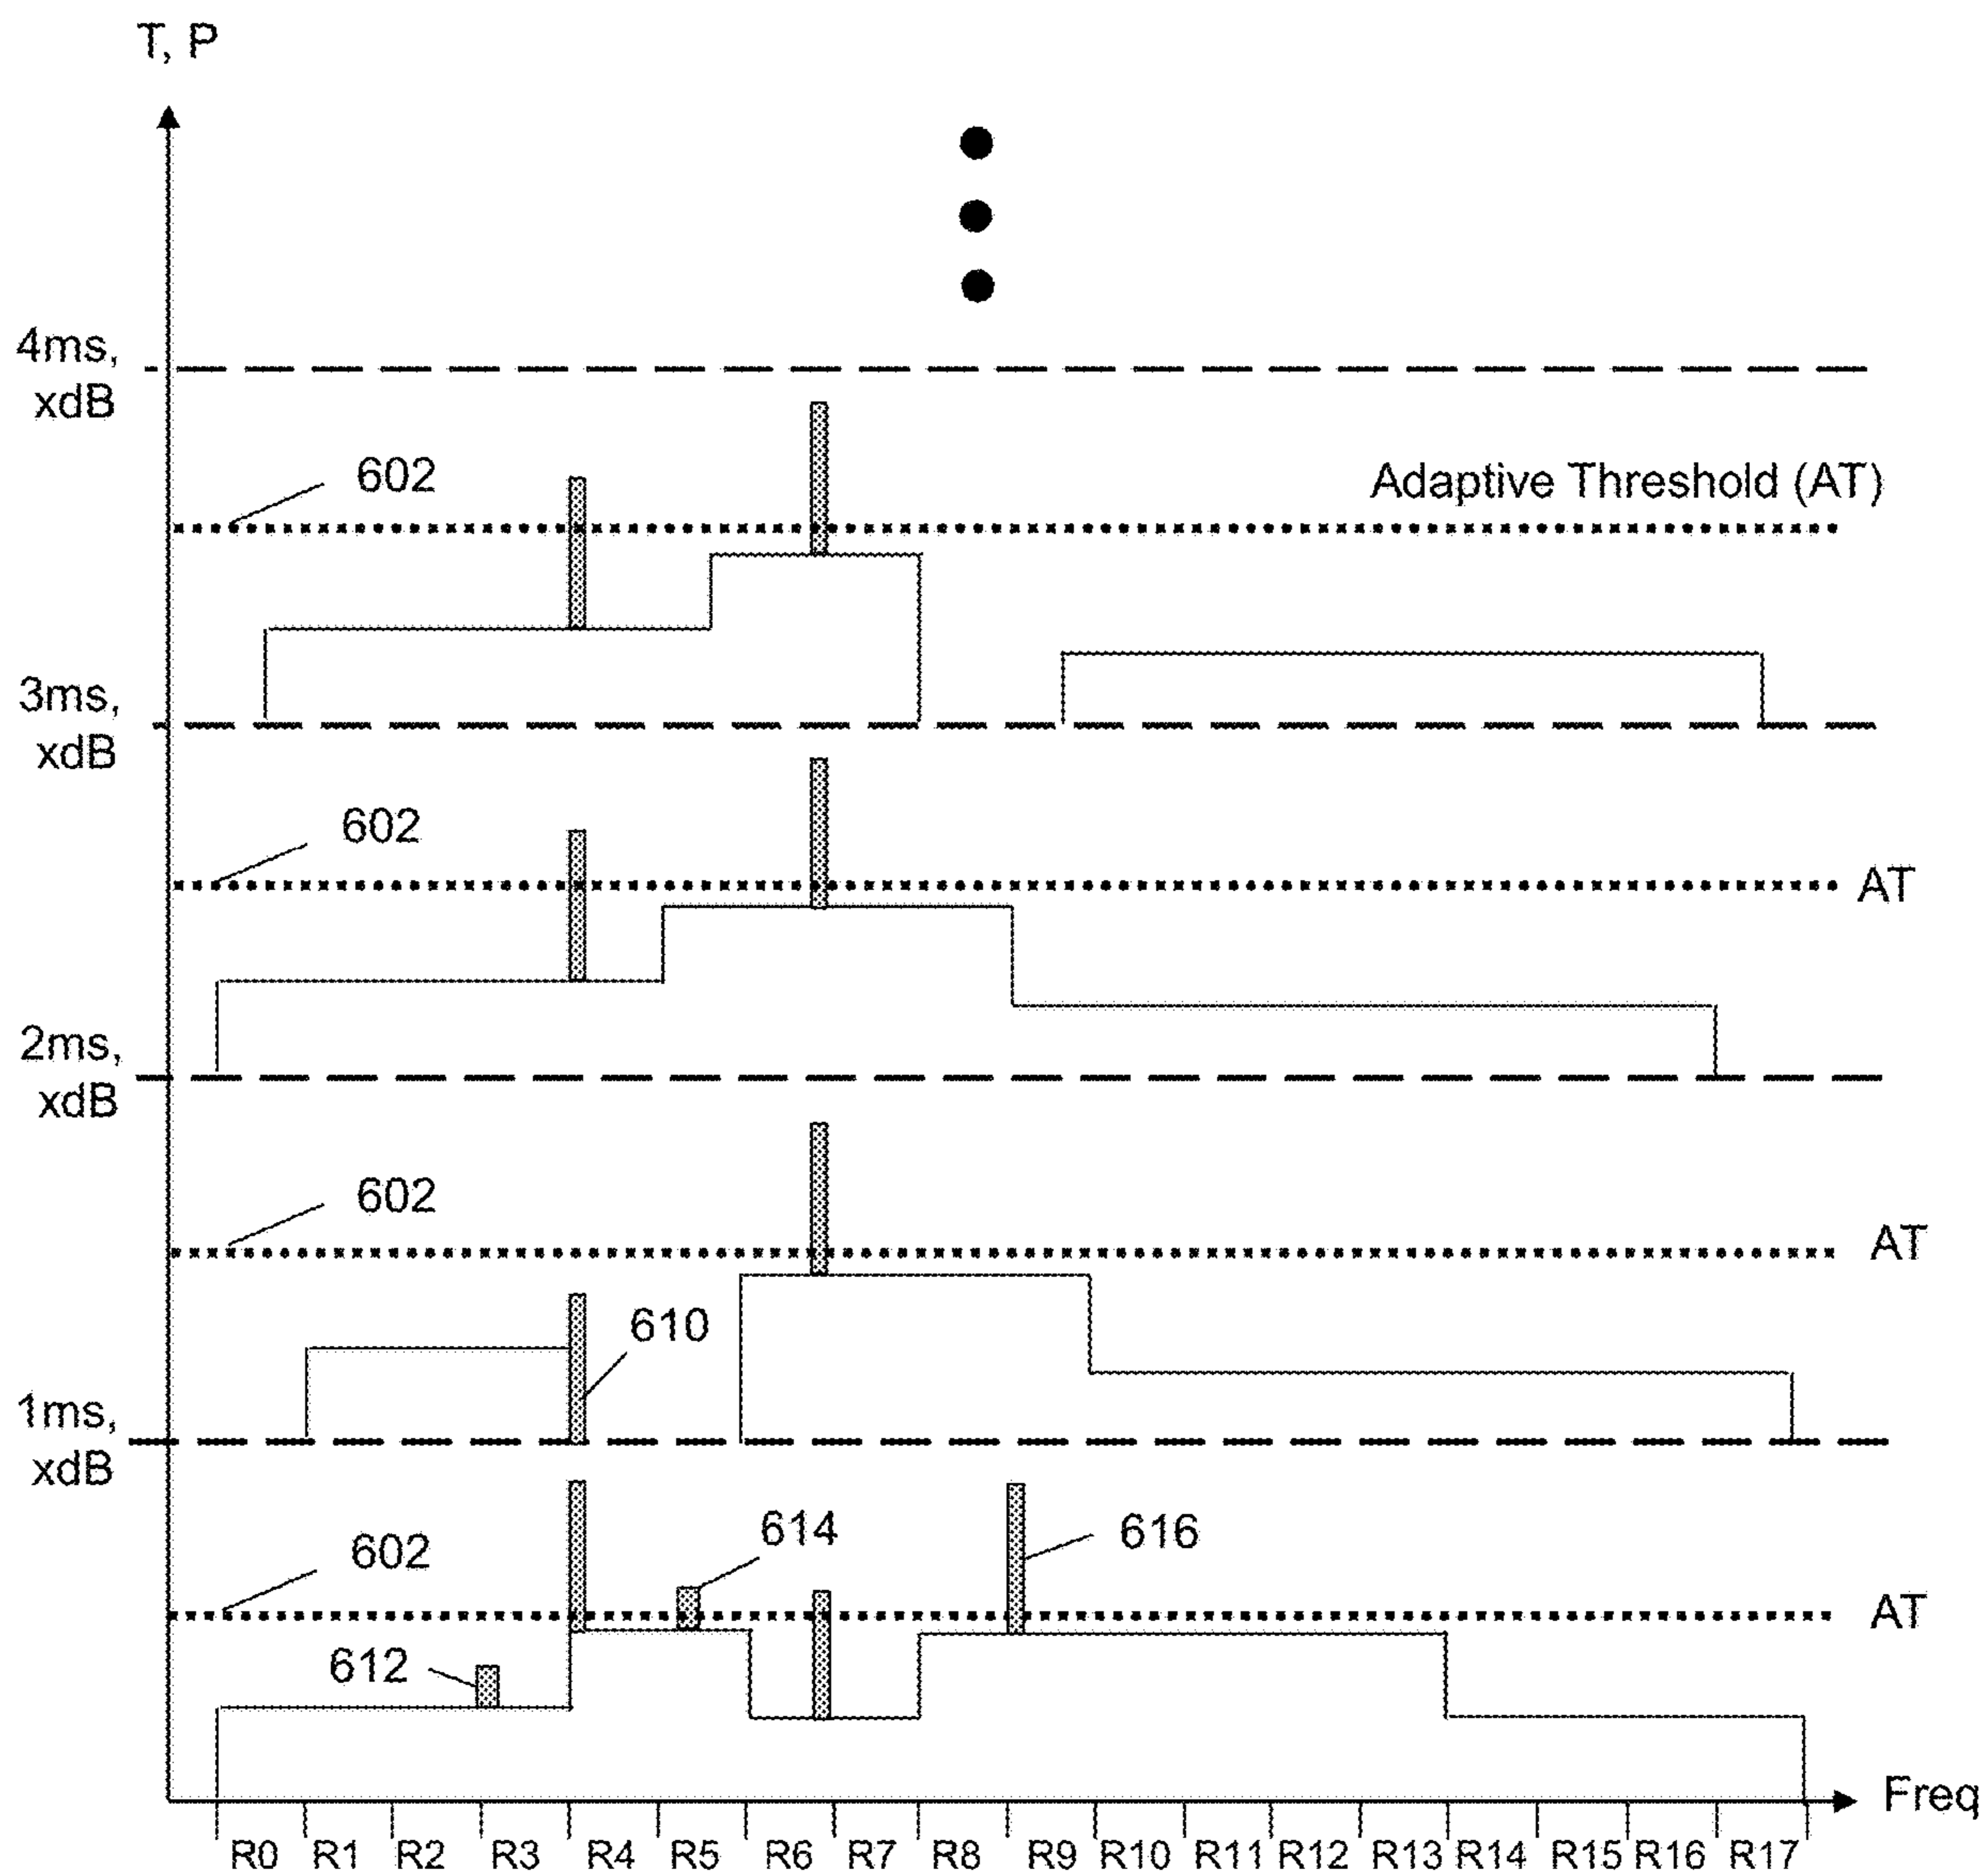 T, P
4ms,
xdB
602
Adaptive Threshold (AT)
3ms,
xdB
602
AT
2ms,
xdB
602
AT
610
1ms,
xdB
602
614
616
AT
612
Freq
R0 R1 R2 R3 R4 R5 R6 R7 R8 R9 R10 R11 R12 R13 R14 R15 R16 R17